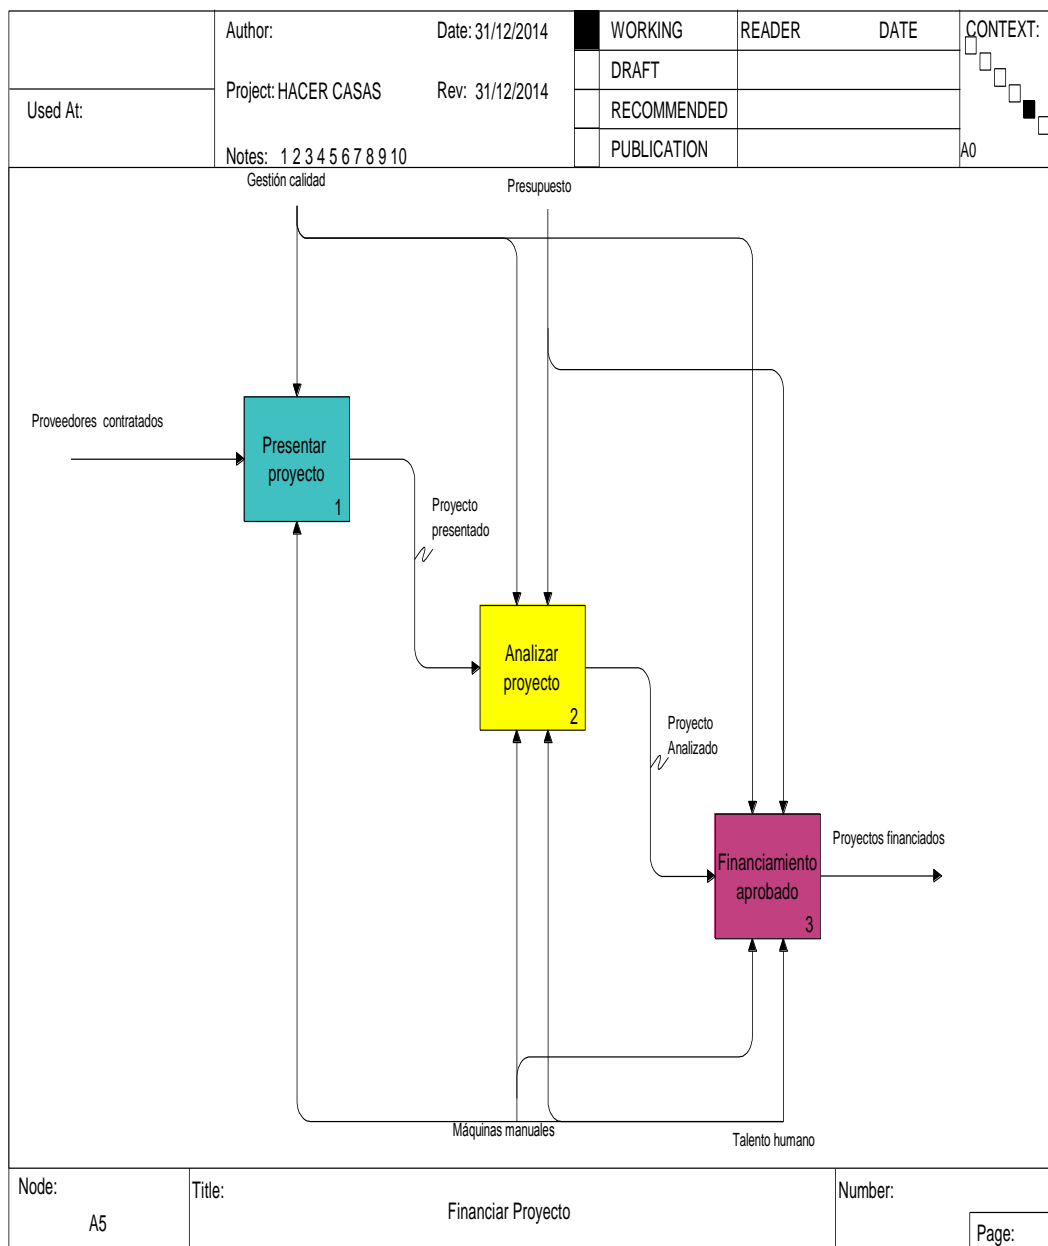 Used At:
Author:
Date: 31/12/2014
Project: HACER CASAS
Rev: 31/12/2014
Notes: 1 2 3 4 5 6 7 8 9 10
WORKING
READER
DATE
DRAFT
RECOMMENDED
PUBLICATION
CONTEXT:
A0
Gestión calidad
Presupuesto
Proveedores contratados
Presentar
proyecto
1
Proyecto
presentado
Analizar
proyecto
2
Proyecto
Analizado
Financiamiento
aprobado
3
Proyectos financiados
Máquinas manuales
Talento humano
Node:
A5
Title:
Financiar Proyecto
Number:
Page: